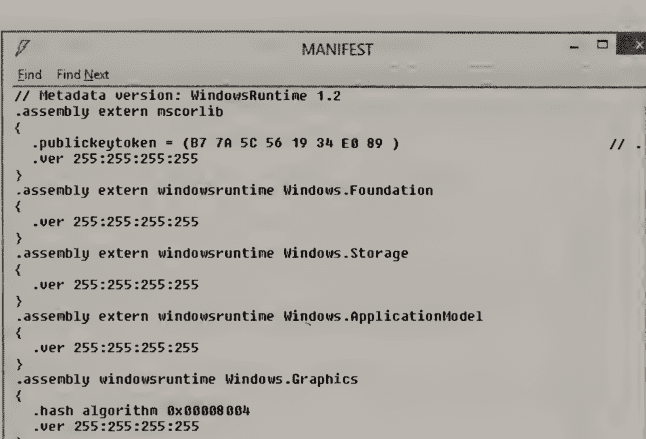 MANIFEST
Find Find Next
// Metadata version: WindowsRuntime 1.2
.assembly extern mscorlib
{
.publickeytoken = (B7 7A 5C 56 19 34 E0 89 ) // .
.ver 255:255:255:255
}
.assembly extern windowsruntime Windows.Foundation
{
.ver 255:255:255:255
}
.assembly extern windowsruntime Windows.Storage
{
.ver 255:255:255:255
}
.assembly extern windowsruntime Windows.ApplicationModel
{
.ver 255:255:255:255
}
.assembly windowsruntime Windows.Graphics
{
.hash algorithm 0x00008004
.ver 255:255:255:255
}